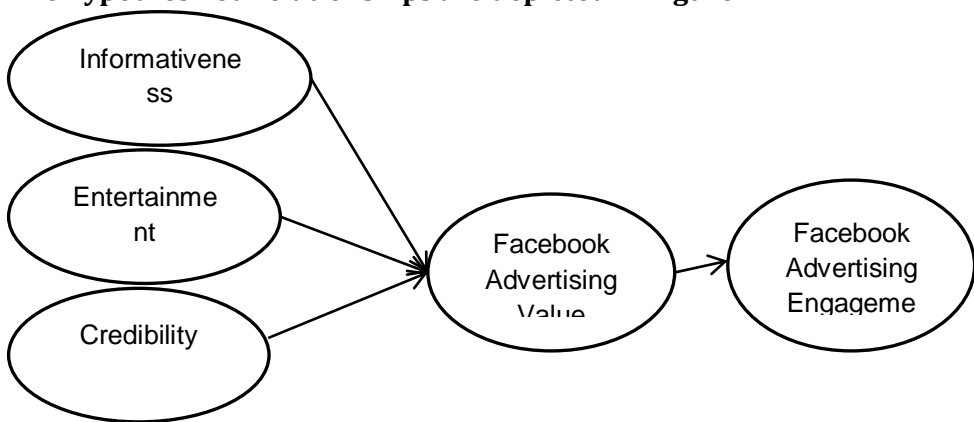 Informativene
ss
Entertainme
nt
Credibility
Facebook
Advertising
Value
Facebook
Advertising
Engageme